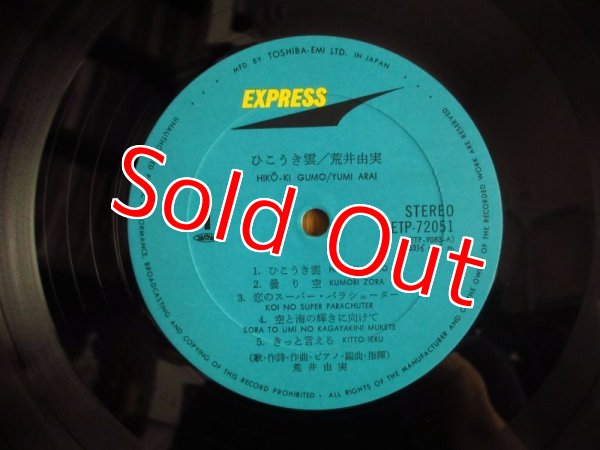 MFD. BY TOSHIBA-EMI LTD. IN JAPAN
EXPRESS
ひこうき雲/荒井由実
HIKŌ-KI GUMO/YUMI ARAI
Sold Out
STEREO
ETP-72051
1. ひこうき雲
2. 曇り空 KUMORI ZORA
3. 恋のスーパー・パラシューター
KOI NO SUPER PARACHUTER
4. 空と海の輝きに向けて
SORA TO UMI NO KAGAYAKINI MUKETE
5. きっと言える KITTO IERU
(歌・作詩・作曲・ピアノ・編曲・指揮)
荒井由実
BROADCASTING AND COPYING OF THIS RECORD PROHIBITED · ALL RIGHTS OF THE MANUFACTURER AND OF THE OWNER OF THE RECORDED WORK ARE RESERVED